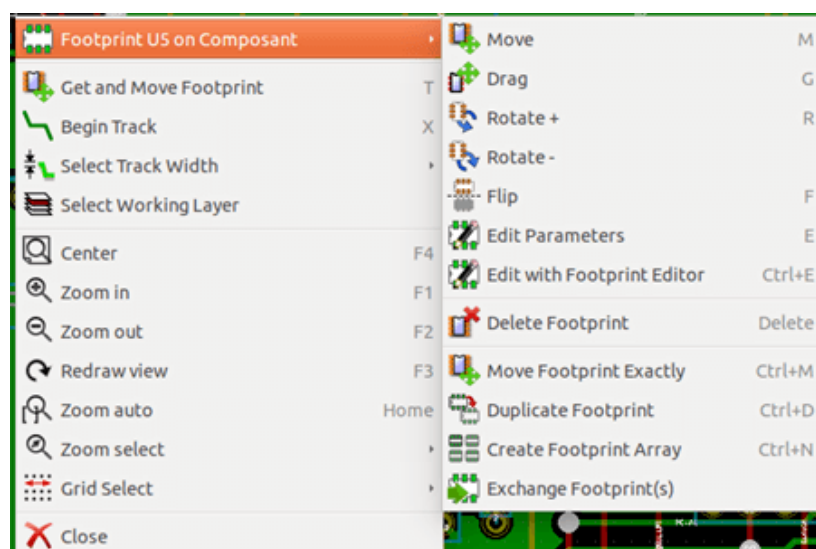 Footprint U5 on Composant
Get and Move Footprint T
Begin Track X
Select Track Width
Select Working Layer
Center F4
Zoom in F1
Zoom out F2
Redraw view F3
Zoom auto Home
Zoom select
Grid Select
Close
Move M
Drag G
Rotate + R
Rotate -
Flip F
Edit Parameters E
Edit with Footprint Editor Ctrl+E
Delete Footprint Delete
Move Footprint Exactly Ctrl+M
Duplicate Footprint Ctrl+D
Create Footprint Array Ctrl+N
Exchange Footprint(s)